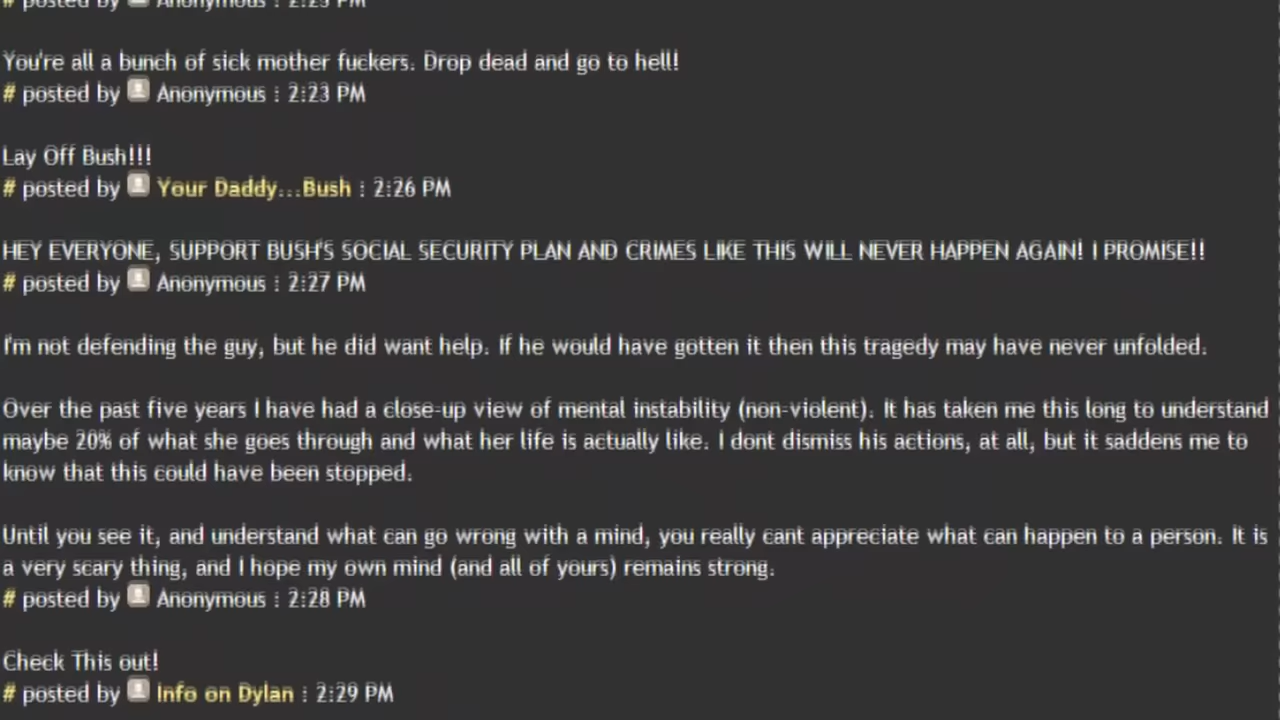 # posted by Anonymous : 2:23 PM
You're all a bunch of sick mother fuckers. Drop dead and go to hell!
# posted by Anonymous : 2:23 PM
Lay Off Bush!!!
# posted by Your Daddy...Bush : 2:26 PM
HEY EVERYONE, SUPPORT BUSH'S SOCIAL SECURITY PLAN AND CRIMES LIKE THIS WILL NEVER HAPPEN AGAIN! I PROMISE!!
# posted by Anonymous : 2:27 PM
I'm not defending the guy, but he did want help. If he would have gotten it then this tragedy may have never unfolded.
Over the past five years I have had a close-up view of mental instability (non-violent). It has taken me this long to understand
maybe 20% of what she goes through and what her life is actually like. I dont dismiss his actions, at all, but it saddens me to
know that this could have been stopped.
Until you see it, and understand what can go wrong with a mind, you really cant appreciate what can happen to a person. It is
a very scary thing, and I hope my own mind (and all of yours) remains strong.
# posted by Anonymous : 2:28 PM
Check This out!
# posted by Info on Dylan : 2:29 PM